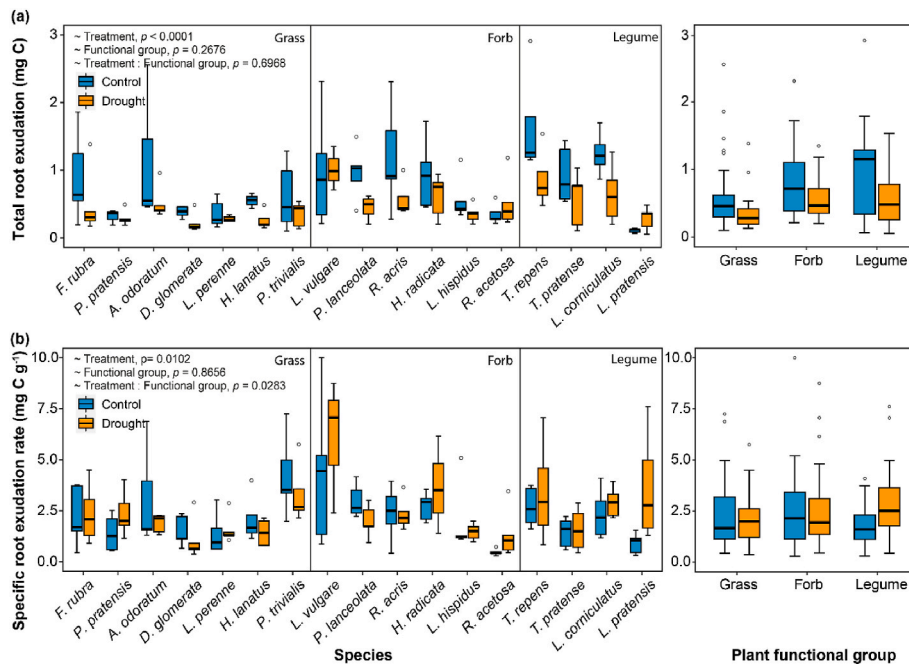 (a)
~ Treatment, p < 0.0001
Grass
Forb
Legume
~ Functional group, p = 0.2676
~ Treatment : Functional group, p = 0.6968
Control
Drought
Total root exudation (mg C)
3
2
1
0
F. rubra
P. pratensis
A. odoratum
D. glomerata
L. perenne
H. lanatus
P. trivialis
L. vulgare
P. lanceolata
R. acris
H. radicata
L. hispidus
R. acetosa
T. repens
T. pratense
L. corniculatus
L. pratensis
3
2
1
0
Grass
Forb
Legume
(b)
~ Treatment, p= 0.0102
Grass
Forb
Legume
~ Functional group, p = 0.8656
~ Treatment : Functional group, p = 0.0283
Control
Drought
Specific root exudation rate (mg C g⁻¹)
10.0
7.5
5.0
2.5
0.0
F. rubra
P. pratensis
A. odoratum
D. glomerata
L. perenne
H. lanatus
P. trivialis
L. vulgare
P. lanceolata
R. acris
H. radicata
L. hispidus
R. acetosa
T. repens
T. pratense
L. corniculatus
L. pratensis
Species
10.0
7.5
5.0
2.5
0.0
Grass
Forb
Legume
Plant functional group